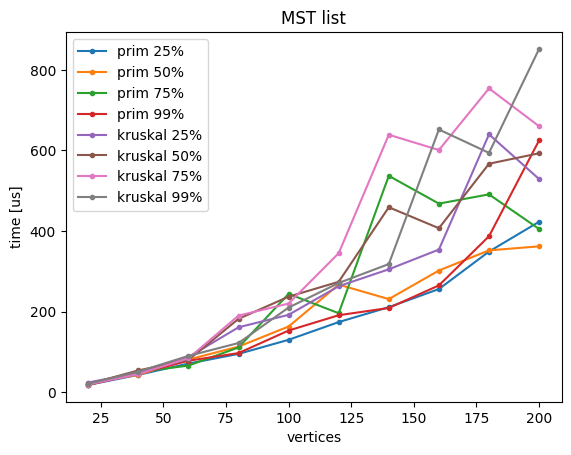 MST list
prim 25%
prim 50%
prim 75%
prim 99%
kruskal 25%
kruskal 50%
kruskal 75%
kruskal 99%
time [us]
800
600
400
200
0
25
50
75
100
125
150
175
200
vertices